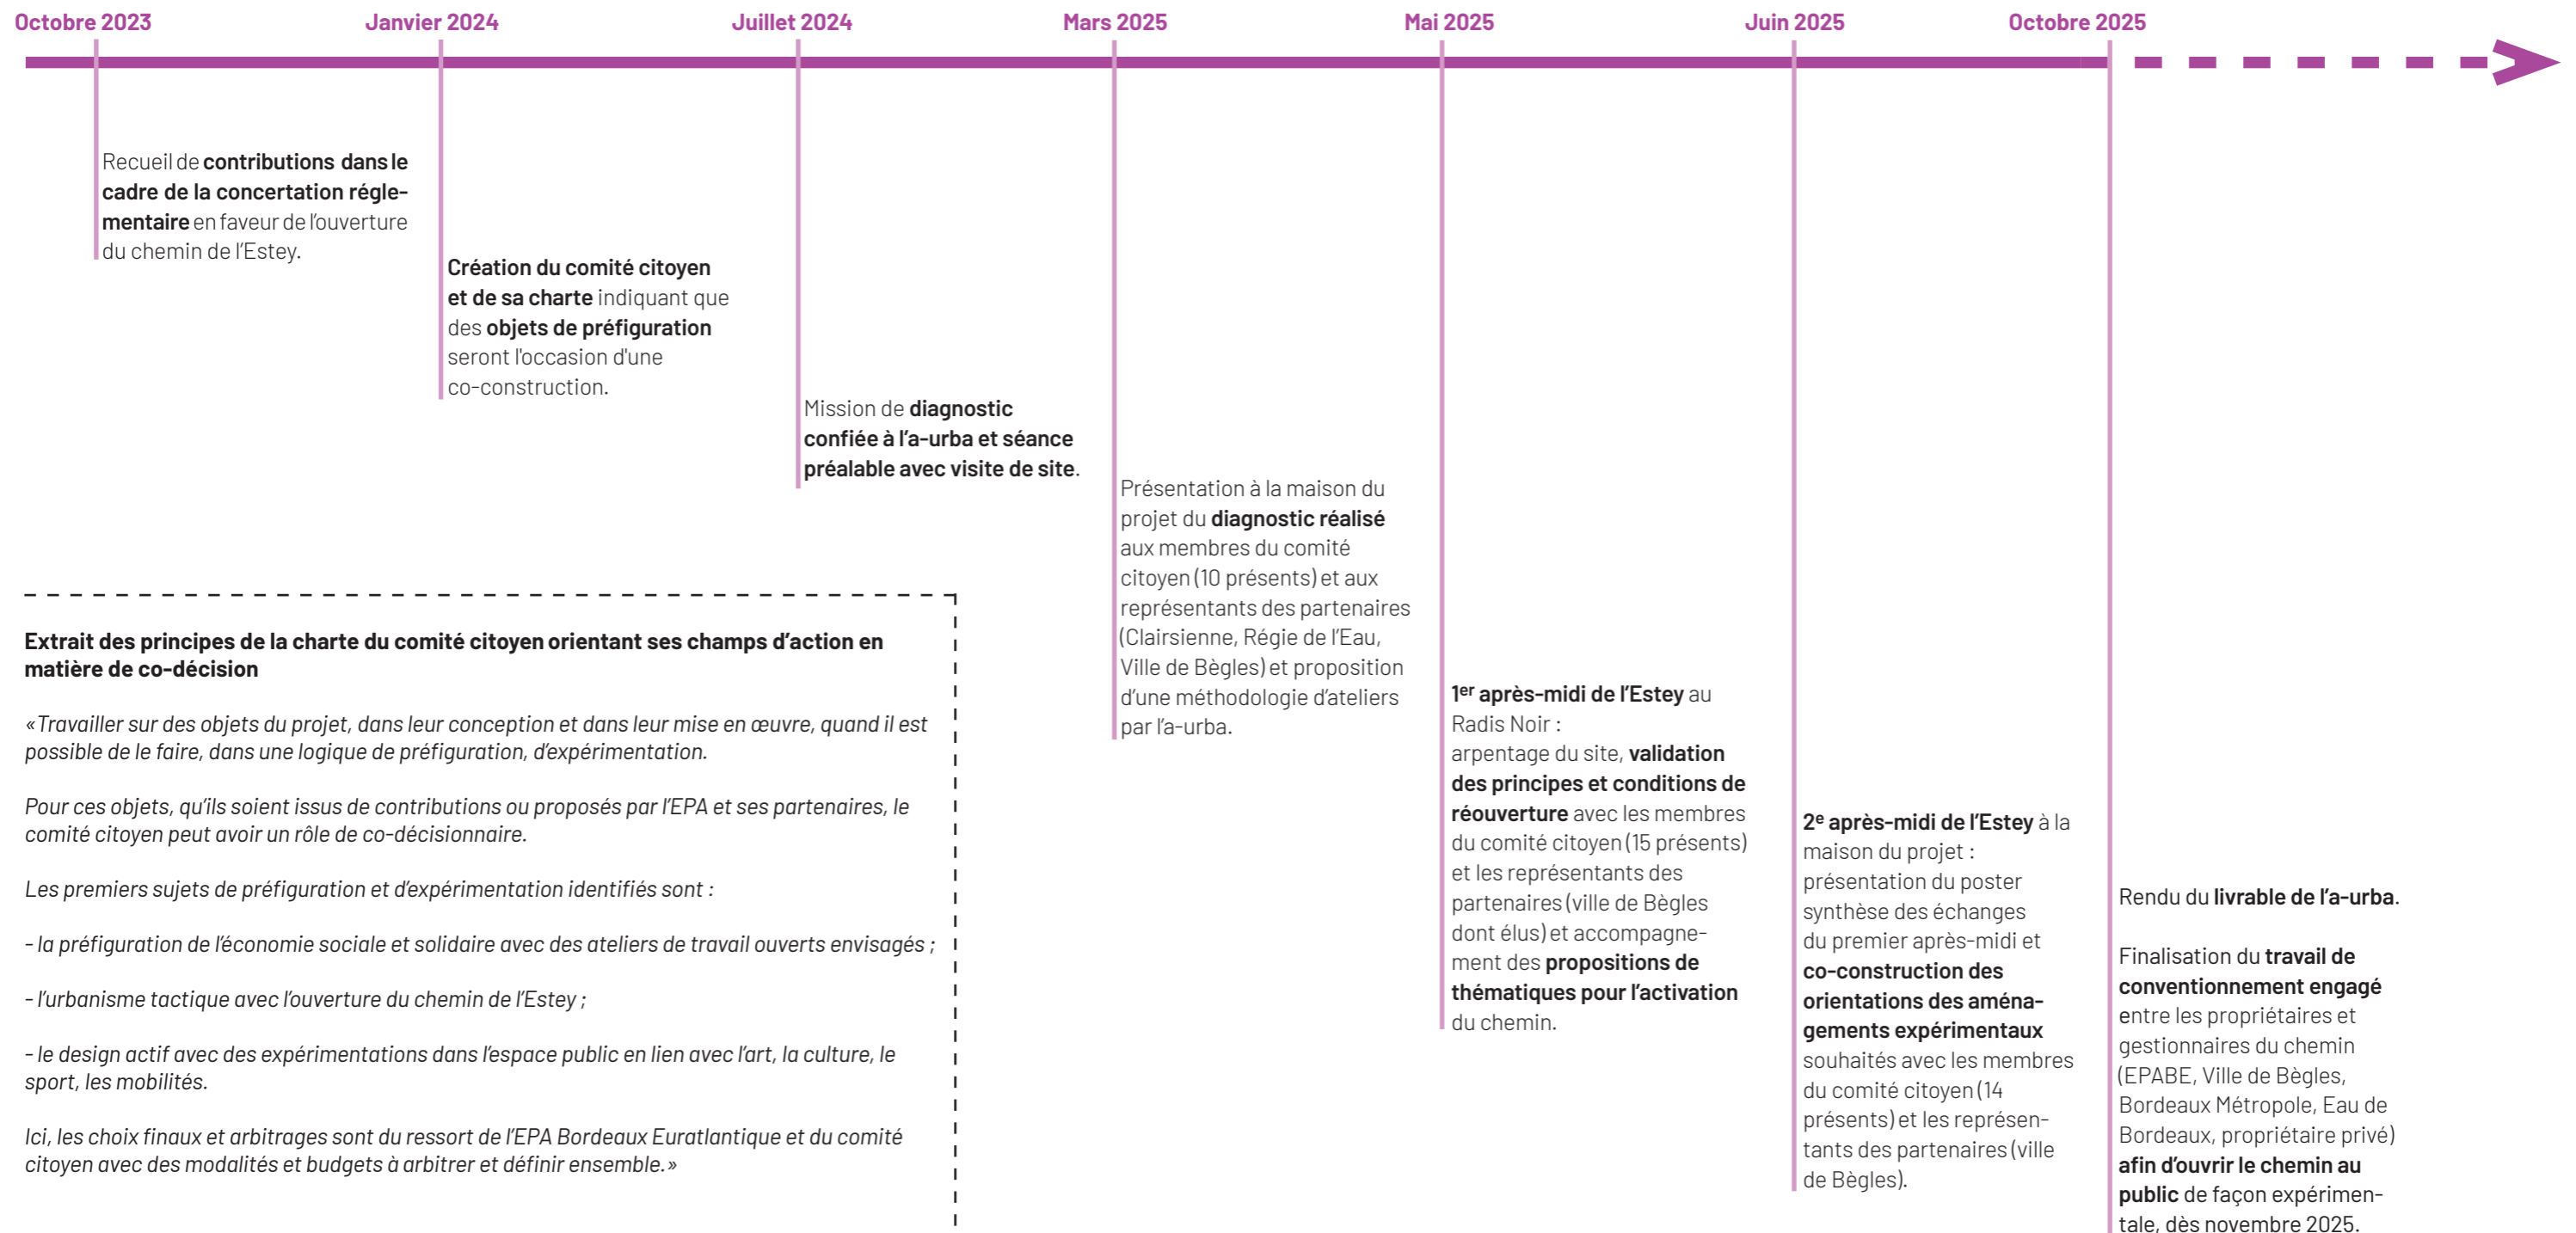 Octobre 2023
Janvier 2024
Juillet 2024
Mars 2025
Mai 2025
Juin 2025
Octobre 2025
Recueil de contributions dans le
cadre de la concertation régle-
mentaire en faveur de l'ouverture
du chemin de l'Estey.
Création du comité citoyen
et de sa charte indiquant que
des objets de préfiguration
seront l'occasion d'une
co-construction.
Mission de diagnostic
confiée à l'a-urba et séance
préalable avec visite de site.
Présentation à la maison du
projet du diagnostic réalisé
aux membres du comité
citoyen (10 présents) et aux
représentants des partenaires
(Clairsienne, Régie de l'Eau,
Ville de Bègles) et proposition
d'une méthodologie d'ateliers
par l'a-urba.
1er après-midi de l'Estey au
Radis Noir :
arpentage du site, validation
des principes et conditions de
réouverture avec les membres
du comité citoyen (15 présents)
et les représentants des
partenaires (ville de Bègles
dont élus) et accompagne-
ment des propositions de
thématiques pour l'activation
du chemin.
2e après-midi de l'Estey à la
maison du projet :
présentation du poster
synthèse des échanges
du premier après-midi et
co-construction des
orientations des aména-
gements expérimentaux
souhaités avec les membres
du comité citoyen (14
présents) et les représen-
tants des partenaires (ville
de Bègles).
Rendu du livrable de l'a-urba.
Finalisation du travail de
conventionnement engagé
entre les propriétaires et
gestionnaires du chemin
(EPABE, Ville de Bègles,
Bordeaux Métropole, Eau de
Bordeaux, propriétaire privé)
afin d'ouvrir le chemin au
public de façon expérimen-
tale, dès novembre 2025.
Extrait des principes de la charte du comité citoyen orientant ses champs d'action en
matière de co-décision
«Travailler sur des objets du projet, dans leur conception et dans leur mise en œuvre, quand il est
possible de le faire, dans une logique de préfiguration, d'expérimentation.
Pour ces objets, qu'ils soient issus de contributions ou proposés par l'EPA et ses partenaires, le
comité citoyen peut avoir un rôle de co-décisionnaire.
Les premiers sujets de préfiguration et d'expérimentation identifiés sont :
- la préfiguration de l'économie sociale et solidaire avec des ateliers de travail ouverts envisagés ;
- l'urbanisme tactique avec l'ouverture du chemin de l'Estey ;
- le design actif avec des expérimentations dans l'espace public en lien avec l'art, la culture, le
sport, les mobilités.
Ici, les choix finaux et arbitrages sont du ressort de l'EPA Bordeaux Euratlantique et du comité
citoyen avec des modalités et budgets à arbitrer et définir ensemble.»